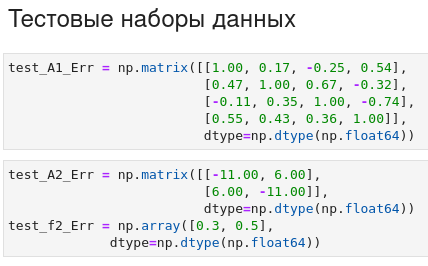 Тестовые наборы данных
test_A1_Err = np.matrix([[1.00, 0.17, -0.25, 0.54],
[0.47, 1.00, 0.67, -0.32],
[-0.11, 0.35, 1.00, -0.74],
[0.55, 0.43, 0.36, 1.00]],
dtype=np.dtype(np.float64))
test_A2_Err = np.matrix([[-11.00, 6.00],
[6.00, -11.00]],
dtype=np.dtype(np.float64))
test_f2_Err = np.array([0.3, 0.5],
dtype=np.dtype(np.float64))